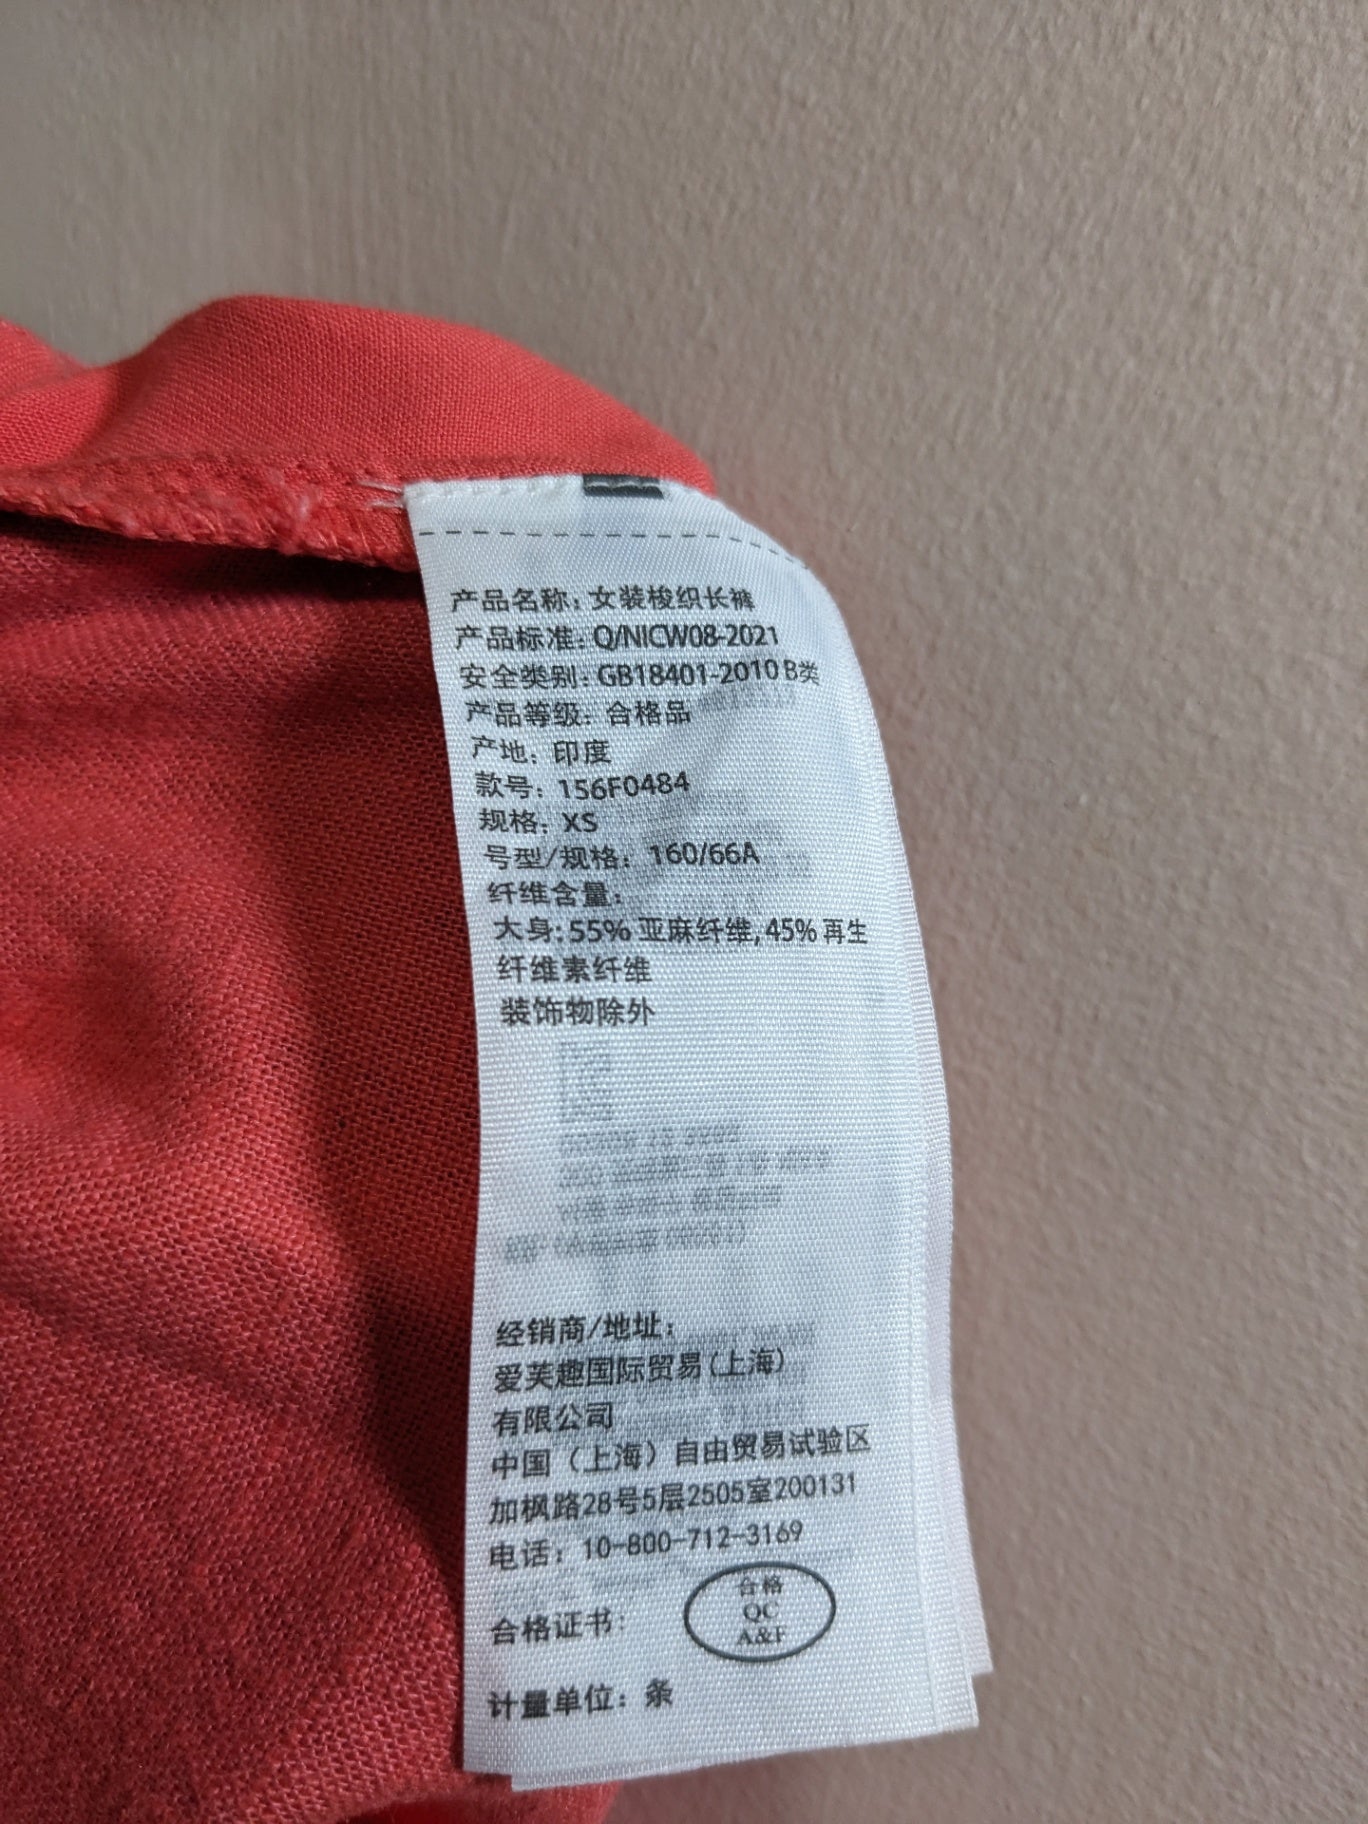 产品名称: 女装梭织长裤
产品标准: Q/NICW08-2021
安全类别: GB18401-2010 B类
产品等级: 合格品
产地: 印度
款号: 156F0484
规格: XS
号型/规格: 160/66A
纤维含量:
大身: 55% 亚麻纤维, 45% 再生
纤维素纤维
装饰物除外
经销商/地址:
爱芙趣国际贸易(上海)
有限公司
中国（上海）自由贸易试验区
加枫路28号5层2505室200131
电话: 10-800-712-3169
合格
QC
A&F
合格证书:
计量单位: 条